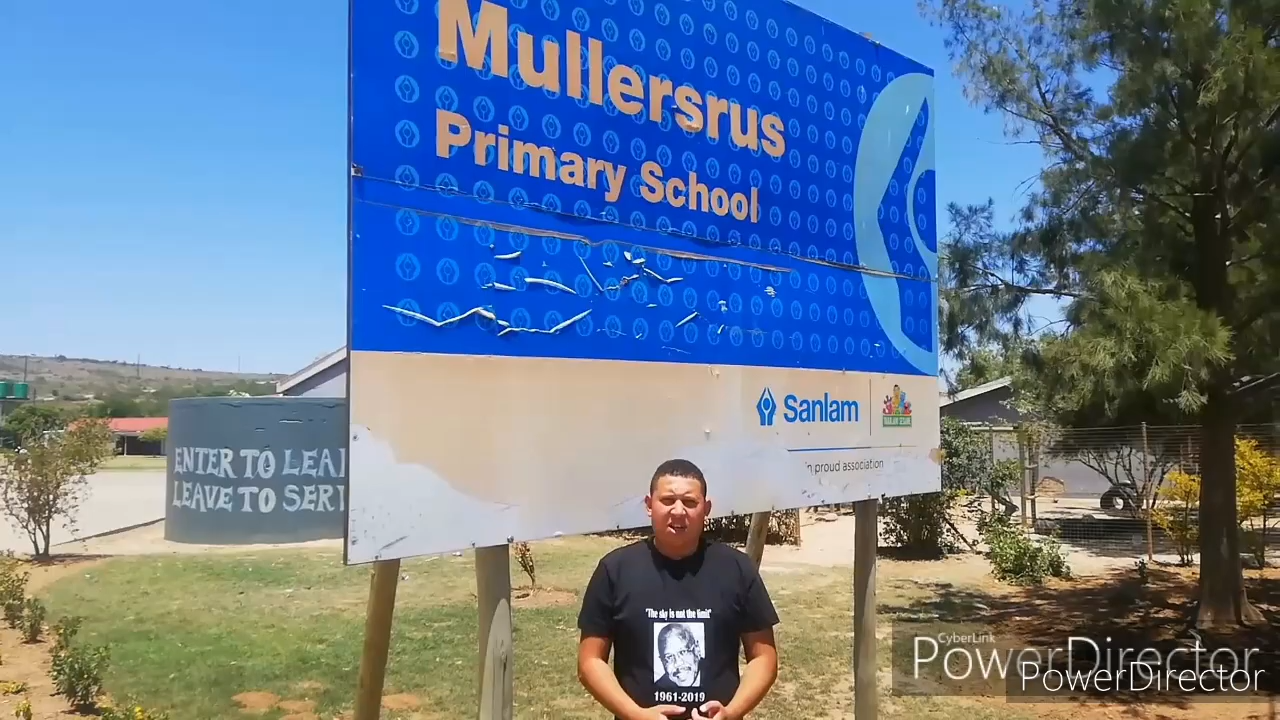 Mullersrus
Primary School
Sanlam
in proud association
ENTER TO LEA
LEAVE TO SER
'The sky is not the limit'
1961-2019
CyberLink
PowerDirector
PowerDirector